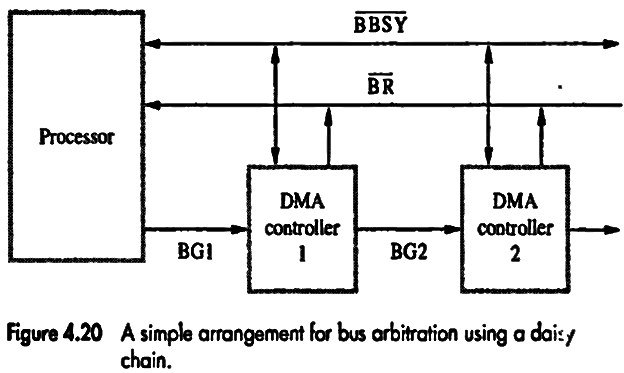 BBSY
BR
Processor
DMA
controller
1
DMA
controller
2
BG1
BG2
Figure 4.20 A simple arrangement for bus arbitration using a daisy
chain.